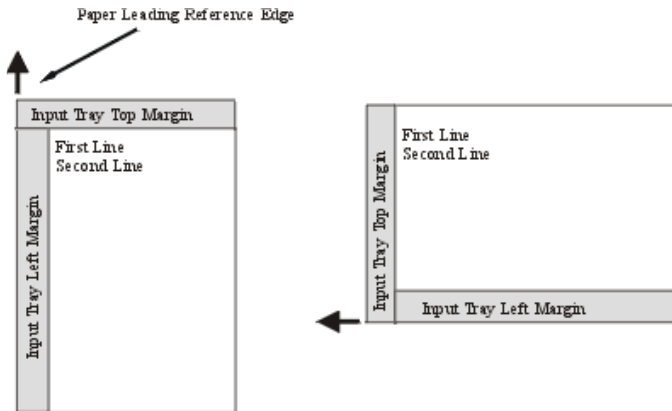 Paper Leading Reference Edge
Input Tray Top Margin
First Line
Second Line
Input Tray Left Margin
Input Tray Top Margin
First Line
Second Line
Input Tray Left Margin